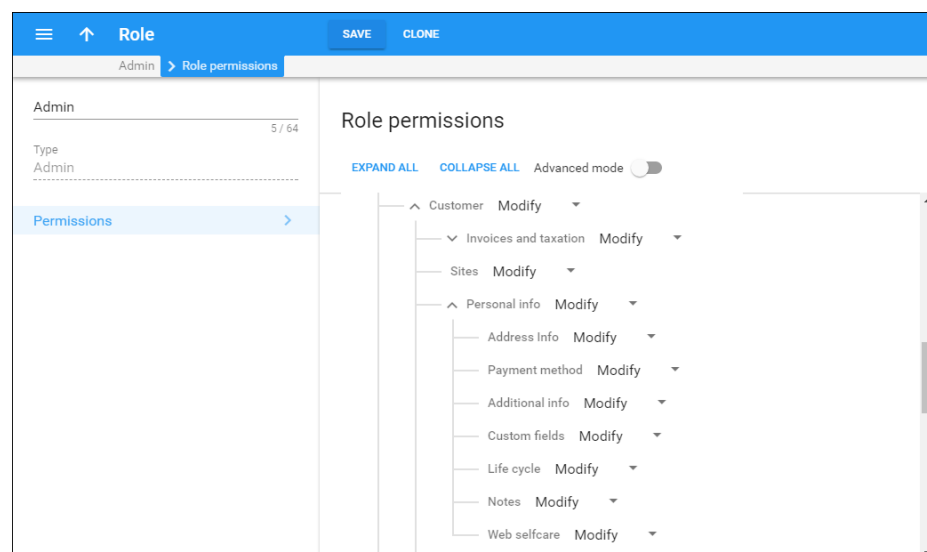 Role SAVE CLONE
Admin Role permissions
Admin
5 / 64
Type
Admin
Permissions
Role permissions
EXPAND ALL COLLAPSE ALL Advanced mode
Customer Modify
Invoices and taxation Modify
Sites Modify
Personal info Modify
Address Info Modify
Payment method Modify
Additional info Modify
Custom fields Modify
Life cycle Modify
Notes Modify
Web selfcare Modify